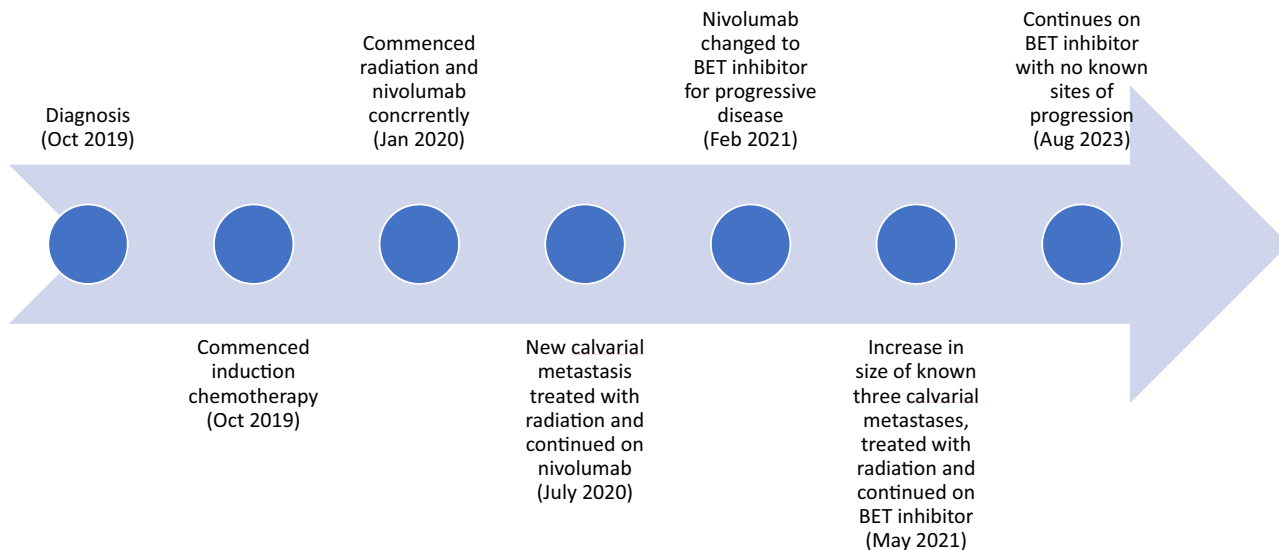 Diagnosis
(Oct 2019)
Commenced
induction
chemotherapy
(Oct 2019)
Commenced
radiation and
nivolumab
concrrently
(Jan 2020)
New calvarial
metastasis
treated with
radiation and
continued on
nivolumab
(July 2020)
Nivolumab
changed to
BET inhibitor
for progressive
disease
(Feb 2021)
Increase in
size of known
three calvarial
metastases,
treated with
radiation and
continued on
BET inhibitor
(May 2021)
Continues on
BET inhibitor
with no known
sites of
progression
(Aug 2023)